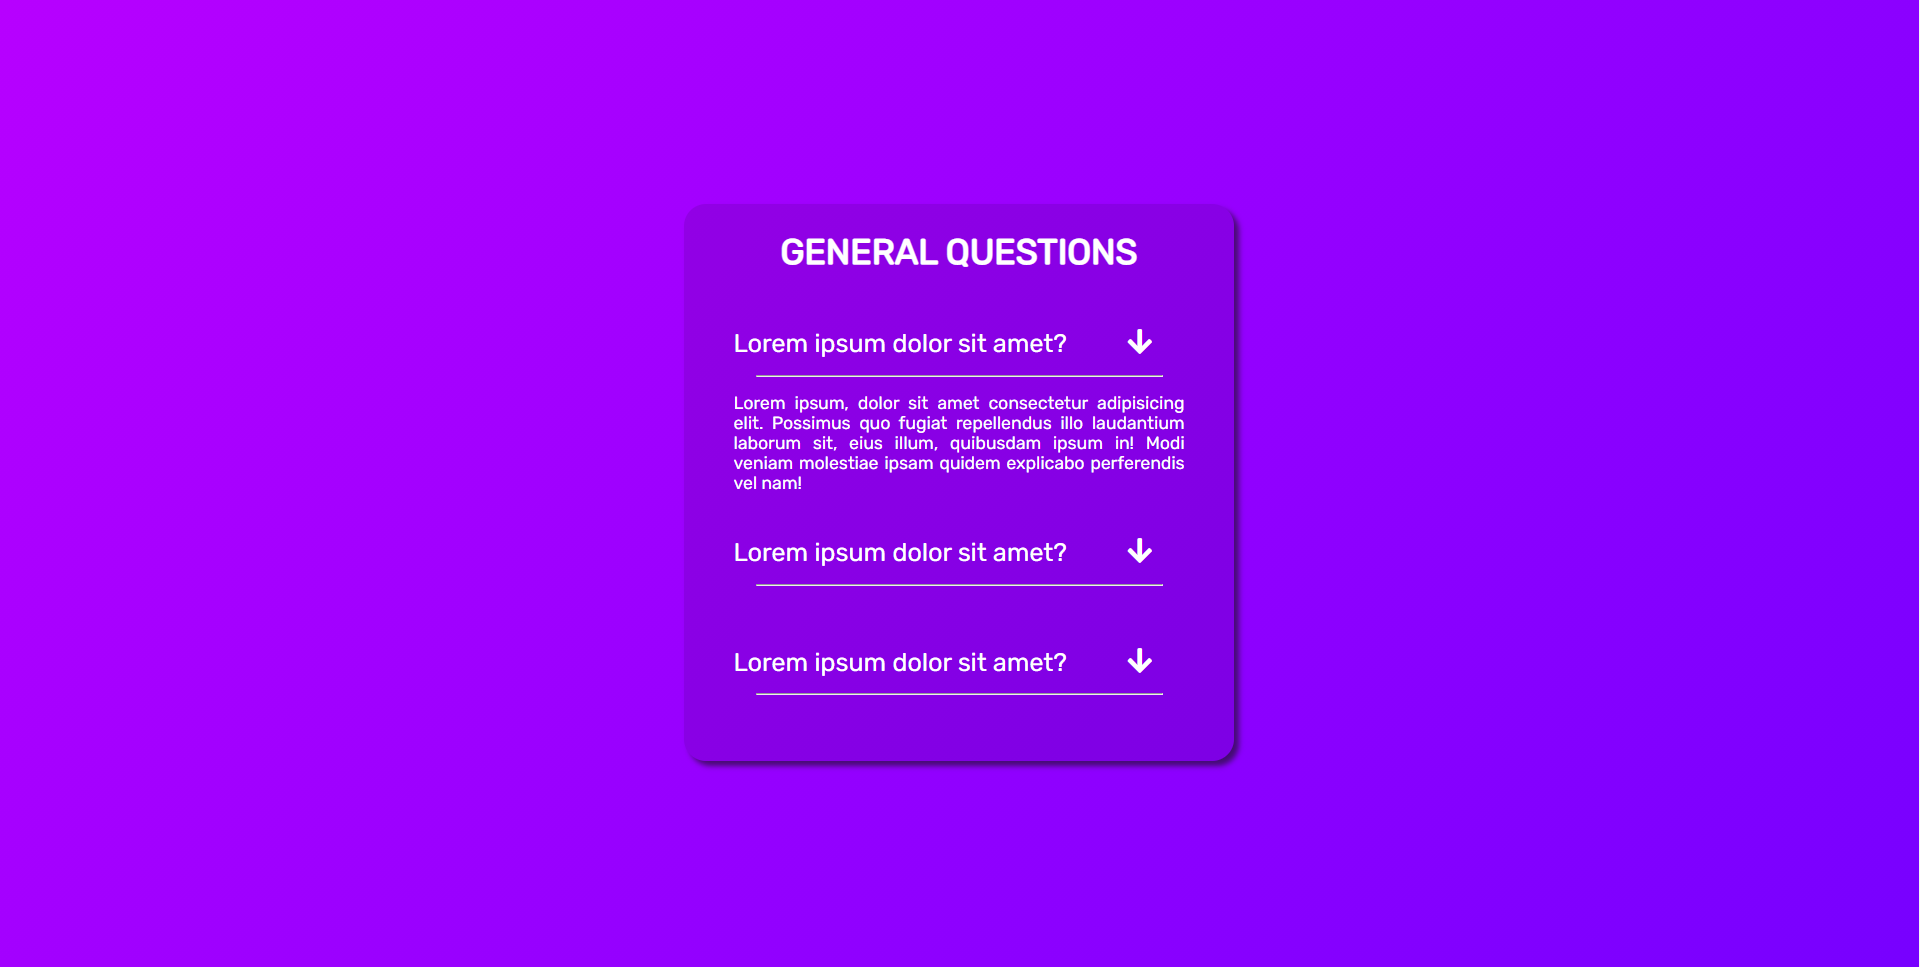 GENERAL QUESTIONS
Lorem ipsum dolor sit amet?
Lorem ipsum, dolor sit amet consectetur adipisicing
elit. Possimus quo fugiat repellendus illo laudantium
laborum sit, eius illum, quibusdam ipsum in! Modi
veniam molestiae ipsam quidem explicabo perferendis
vel nam!
Lorem ipsum dolor sit amet?
Lorem ipsum dolor sit amet?